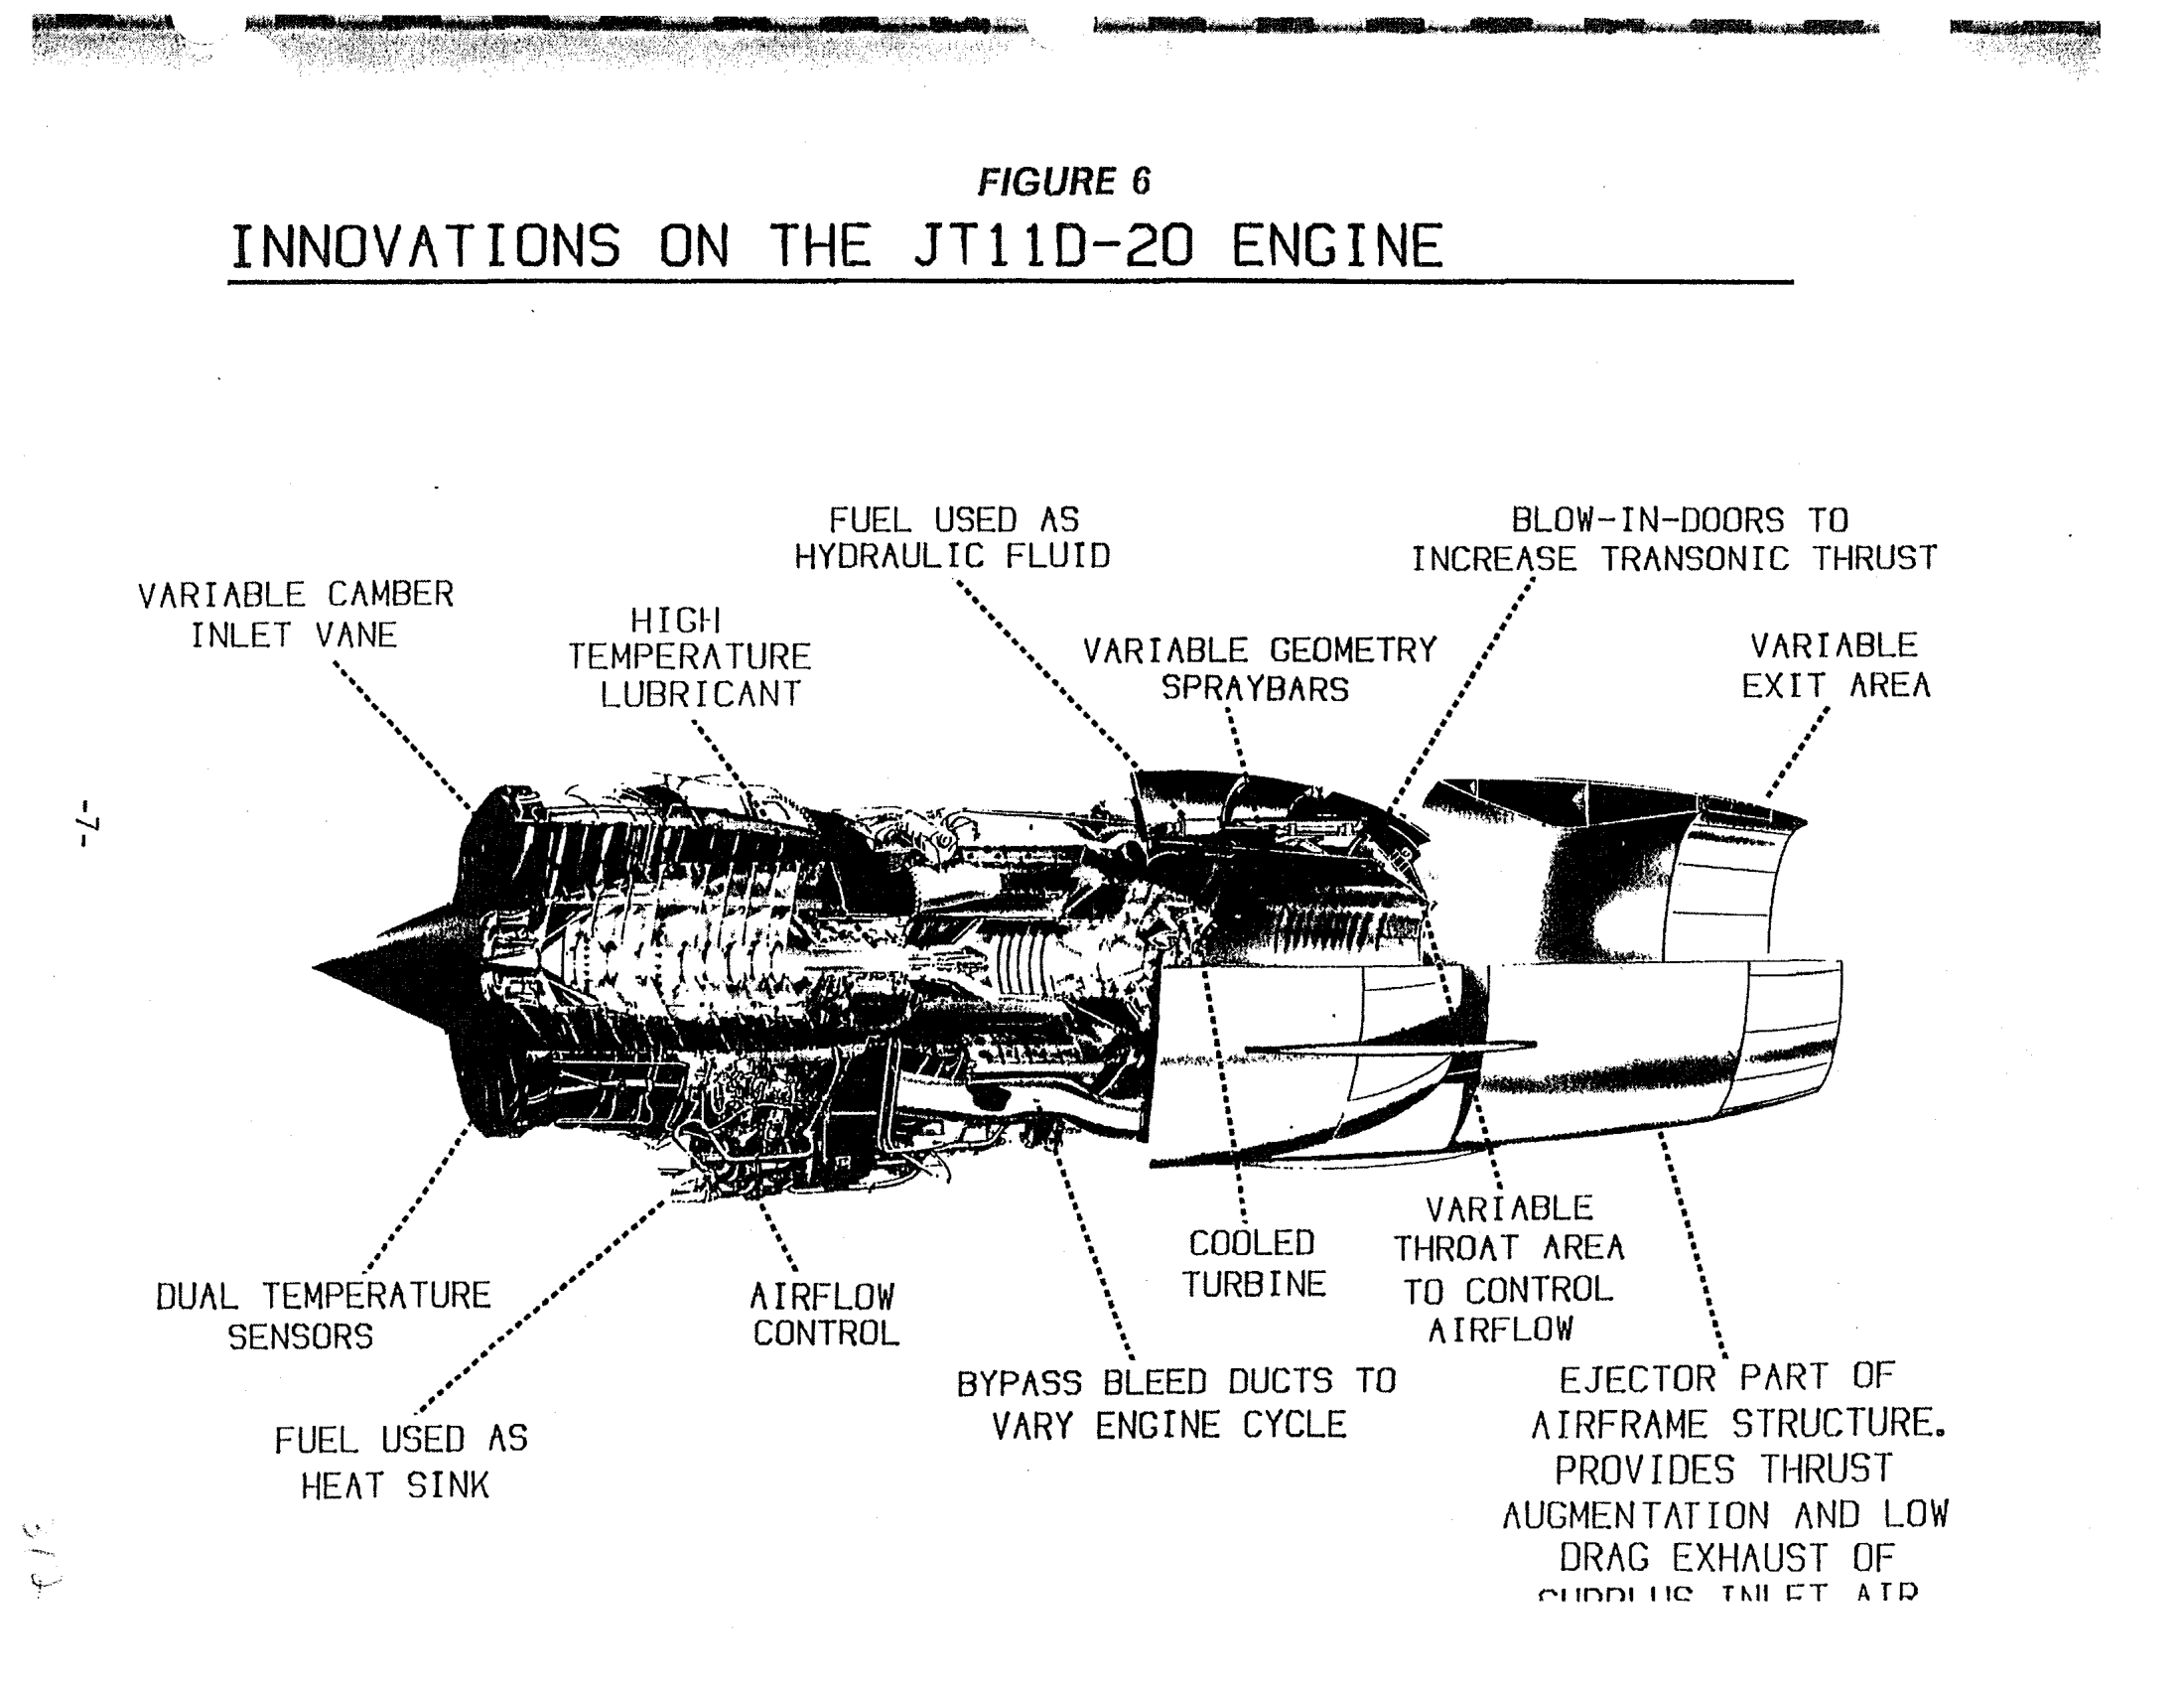 FIGURE 6
INNOVATIONS ON THE JT11D-20 ENGINE
FUEL USED AS
HYDRAULIC FLUID
BLOW-IN-DOORS TO
INCREASE TRANSONIC THRUST
VARIABLE CAMBER
INLET VANE
HIGH
TEMPERATURE
LUBRICANT
VARIABLE GEOMETRY
SPRAYBARS
VARIABLE
EXIT AREA
-7-
DUAL TEMPERATURE
SENSORS
FUEL USED AS
HEAT SINK
AIRFLOW
CONTROL
BYPASS BLEED DUCTS TO
VARY ENGINE CYCLE
COOLED
TURBINE
VARIABLE
THROAT AREA
TO CONTROL
AIRFLOW
EJECTOR PART OF
AIRFRAME STRUCTURE.
PROVIDES THRUST
AUGMENTATION AND LOW
DRAG EXHAUST OF
SURPLUS INLET AIR